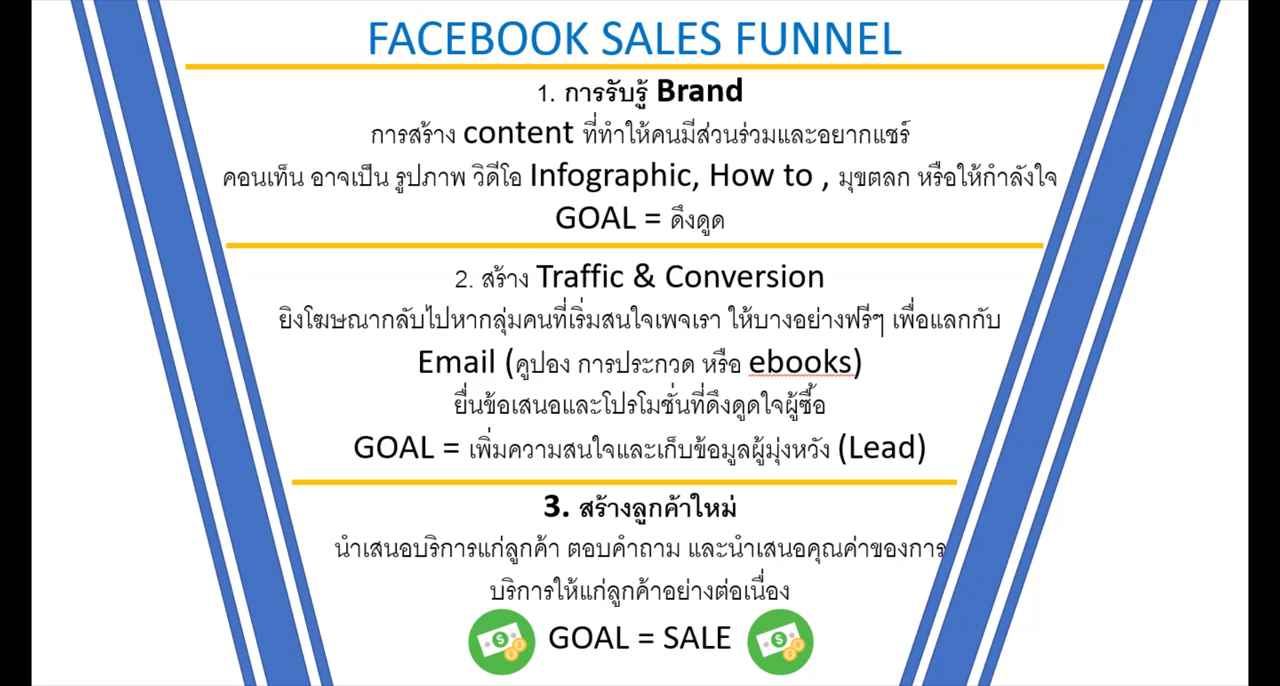 FACEBOOK SALES FUNNEL
1. การรับรู้ Brand
การสร้าง content ที่ทำให้คนมีส่วนร่วมและอยากแชร์
คอนเท็น อาจเป็น รูปภาพ วิดีโอ Infographic, How to , มุขตลก หรือให้กำลังใจ
GOAL = ดึงดูด
2. สร้าง Traffic & Conversion
ยิงโฆษณากลับไปหากลุ่มคนที่เริ่มสนใจเพจเรา ให้บางอย่างฟรีๆ เพื่อแลกกับ
Email (คูปอง การประกวด หรือ ebooks)
ยื่นข้อเสนอและโปรโมชั่นที่ดึงดูดใจผู้ซื้อ
GOAL = เพิ่มความสนใจและเก็บข้อมูลผู้มุ่งหวัง (Lead)
3. สร้างลูกค้าใหม่
นำเสนอบริการแก่ลูกค้า ตอบคำถาม และนำเสนอคุณค่าของการ
บริการให้แก่ลูกค้าอย่างต่อเนื่อง
GOAL = SALE